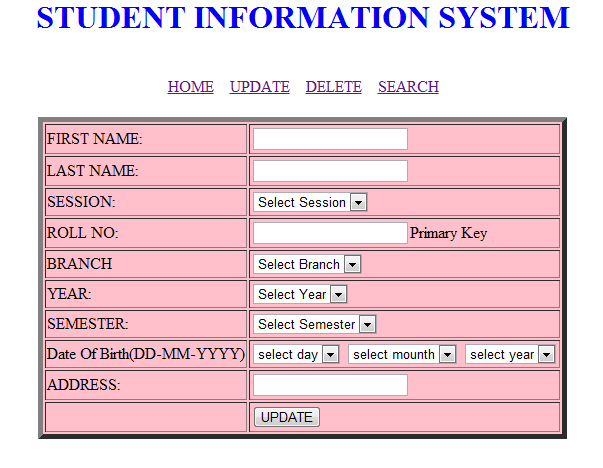 STUDENT INFORMATION SYSTEM
HOME UPDATE DELETE SEARCH
FIRST NAME:
LAST NAME:
SESSION: Select Session
ROLL NO: Primary Key
BRANCH Select Branch
YEAR: Select Year
SEMESTER: Select Semester
Date Of Birth(DD-MM-YYYY) select day select mounth select year
ADDRESS:
UPDATE